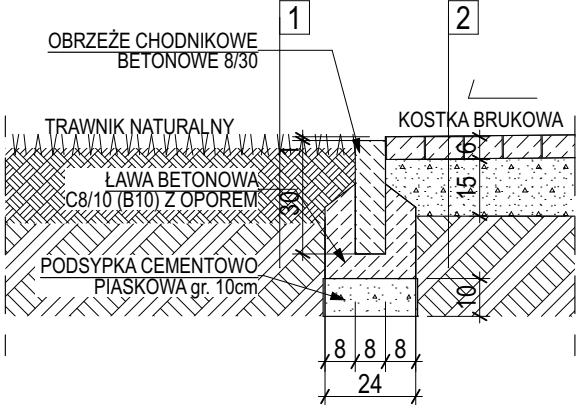 1
2
OBRZEŻE CHODNIKOWE
BETONOWE 8/30
TRAWNIK NATURALNY
KOSTKA BRUKOWA
1
6
ŁAWA BETONOWA
C8/10 (B10) Z OPOREM
30
15
PODSYPKA CEMENTOWO
PIASKOWA gr. 10cm
10
8 8 8
24